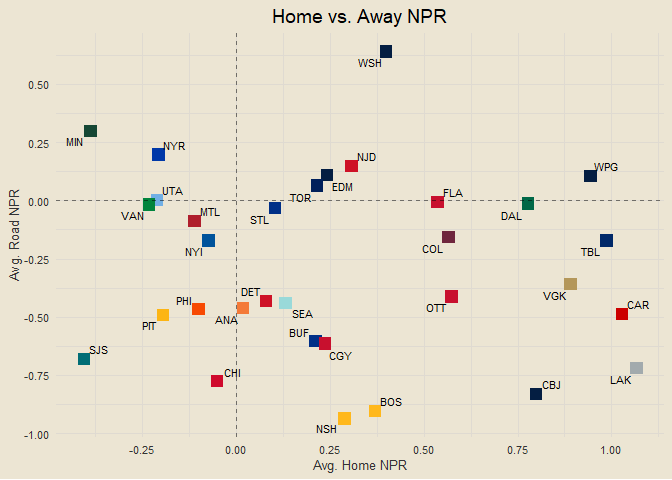 Home vs. Away NPR
WSH
0.50
MIN
0.25
NYR
NJD
WPG
UTA
TOR
EDM
FLA
0.00
VAN
MTL
STL
DAL
NYI
COL
TBL
Avg. Road NPR
-0.25
DET
VGK
PHI
ANA
SEA
OTT
CAR
-0.50
PIT
BUF
CGY
SJS
CHI
LAK
-0.75
CBJ
BOS
NSH
-1.00
-0.25 0.00 0.25 0.50 0.75 1.00
Avg. Home NPR